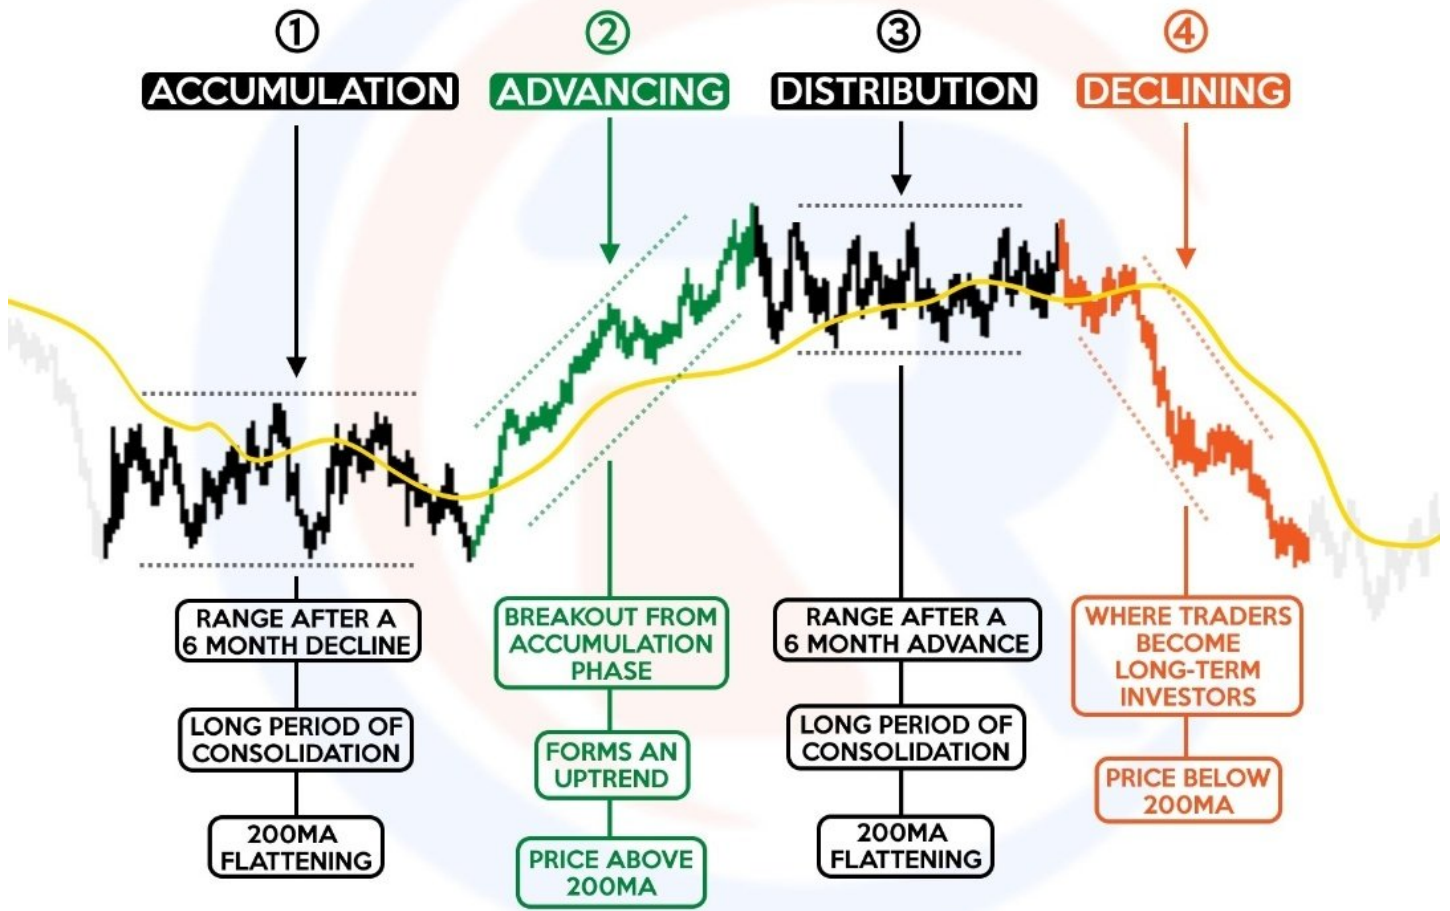 ①
ACCUMULATION
RANGE AFTER A
6 MONTH DECLINE
LONG PERIOD OF
CONSOLIDATION
200MA
FLATTENING
②
ADVANCING
BREAKOUT FROM
ACCUMULATION
PHASE
FORMS AN
UPTREND
PRICE ABOVE
200MA
③
DISTRIBUTION
RANGE AFTER A
6 MONTH ADVANCE
LONG PERIOD OF
CONSOLIDATION
200MA
FLATTENING
④
DECLINING
WHERE TRADERS
BECOME
LONG-TERM
INVESTORS
PRICE BELOW
200MA